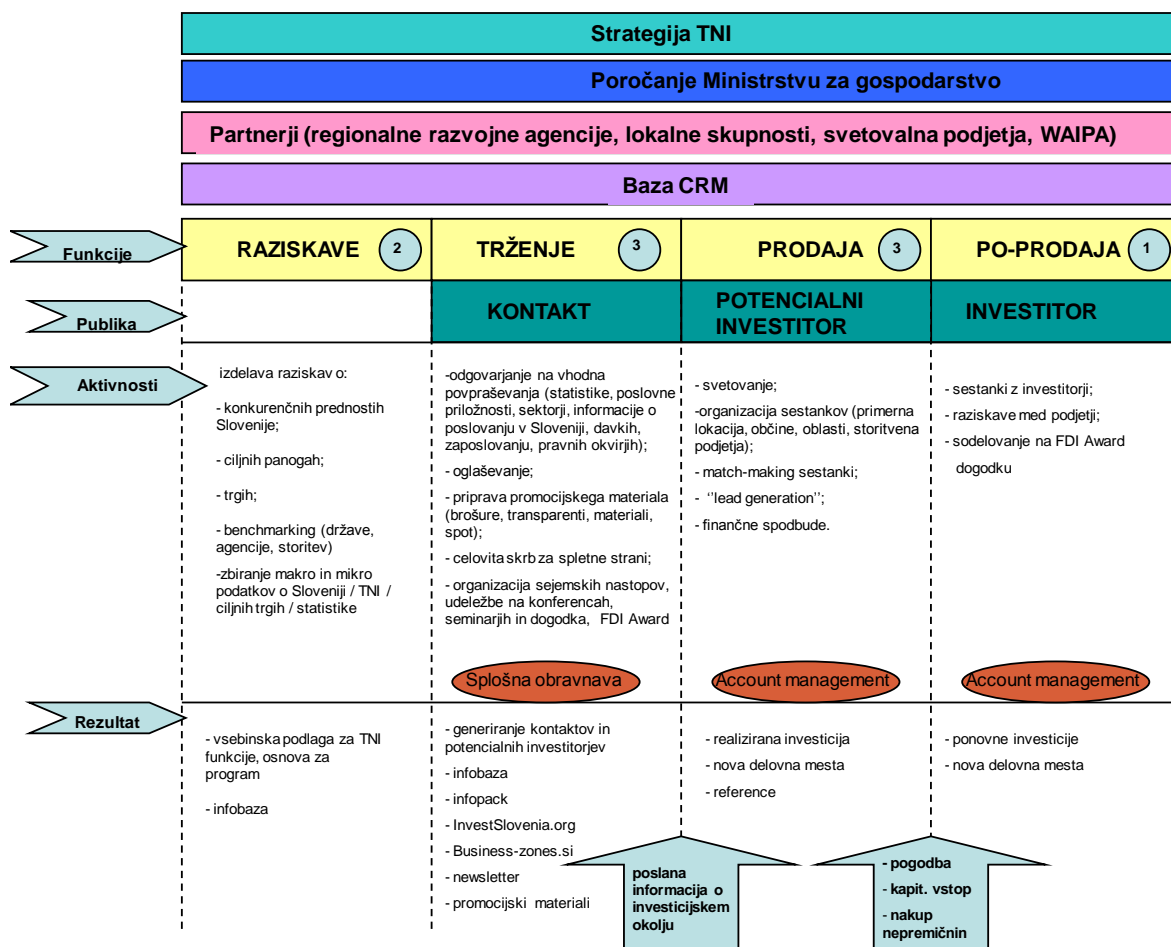 Strategija TNI
Poročanje Ministrstvu za gospodarstvo
Partnerji (regionalne razvojne agencije, lokalne skupnosti, svetovalna podjetja, WAIPA)
Baza CRM
Funkcije
RAZISKAVE
2
TRŽENJE
3
PRODAJA
3
PO-PRODAJA
1
Publika
KONTAKT
POTENCIALNI
INVESTITOR
INVESTITOR
Aktivnosti
izdelava raziskav o:
- konkurenčnih prednostih
Slovenije;
- ciljnih panogah;
- trgih;
- benchmarking (države,
agencije, storitev)
-zbiranje makro in mikro
podatkov o Sloveniji / TNI /
ciljnih trgih / statistike
-odgovarjanje na vhodna
povpraševanja (statistike, poslovne
priložnosti, sektorji, informacije o
poslovanju v Sloveniji, davkih,
zaposlovanju, pravnih okvirjih);
- oglaševanje;
- priprava promocijskega materiala
(brošure, transparenti, materiali,
spot);
- celovita skrb za spletne strani;
- organizacija sejemskih nastopov,
udeležbe na konferencah,
seminarjih in dogodka, FDI Award
- svetovanje;
-organizacija sestankov (primerna
lokacija, občine, oblasti, storitvena
podjetja);
- match-making sestanki;
- ‘’lead generation’’;
- finančne spodbude.
- sestanki z investitorji;
- raziskave med podjetji;
- sodelovanje na FDI Award
dogodku
Splošna obravnava
Account management
Account management
Rezultat
- vsebinska podlaga za TNI
funkcije, osnova za
program
- infobaza
- generiranje kontaktov in
potencialnih investitorjev
- infobaza
- infopack
- InvestSlovenia.org
- Business-zones.si
- newsletter
- promocijski materiali
- realizirana investicija
- nova delovna mesta
- reference
- ponovne investicije
- nova delovna mesta
poslana
informacija o
investicijskem
okolju
- pogodba
- kapit. vstop
- nakup
nepremičnin